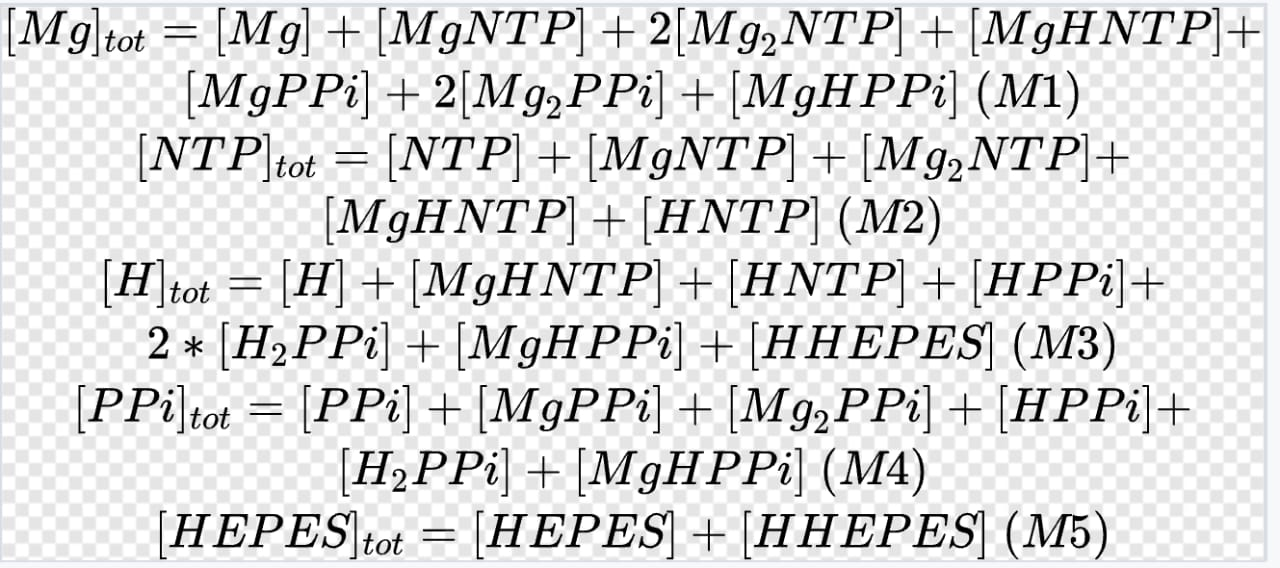 [Mg]tot = [Mg] + [MgNTP] + 2[Mg₂NTP] + [MgHNTP]+
[MgPPi] + 2[Mg₂PPi] + [MgHPPi] (M1)
[NTP]tot = [NTP] + [MgNTP] + [Mg₂NTP]+
[MgHNTP] + [HNTP] (M2)
[H]tot = [H] + [MgHNTP] + [HNTP] + [HPPi]+
2 * [H₂PPi] + [MgHPPi] + [HHEPES] (M3)
[PPi]tot = [PPi] + [MgPPi] + [Mg₂PPi] + [HPPi]+
[H₂PPi] + [MgHPPi] (M4)
[HEPES]tot = [HEPES] + [HHEPES] (M5)